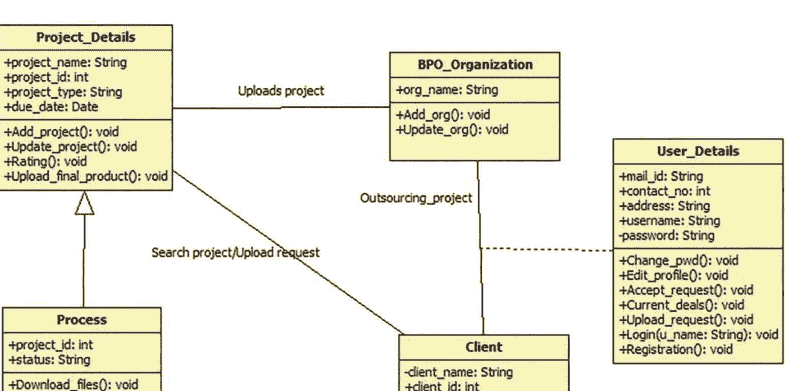 Project_Details
+project_name: String
+project_id: int
+project_type: String
+due_date: Date
+Add_project(): void
+Update_project(): void
+Rating(): void
+Upload_final_product(): void
Uploads project
BPO_Organization
+org_name: String
+Add_org(): void
+Update_org(): void
User_Details
+mail_id: String
+contact_no: int
+address: String
+username: String
-password: String
+Change_pwd(): void
+Edit_profile(): void
+Accept_request(): void
+Current_deals(): void
+Upload_request(): void
+Login(u_name: String): void
+Registration(): void
Outsourcing_project
Search project/Upload request
Process
+project_id: int
+status: String
+Download_files(): void
Client
-client_name: String
+client_id: int